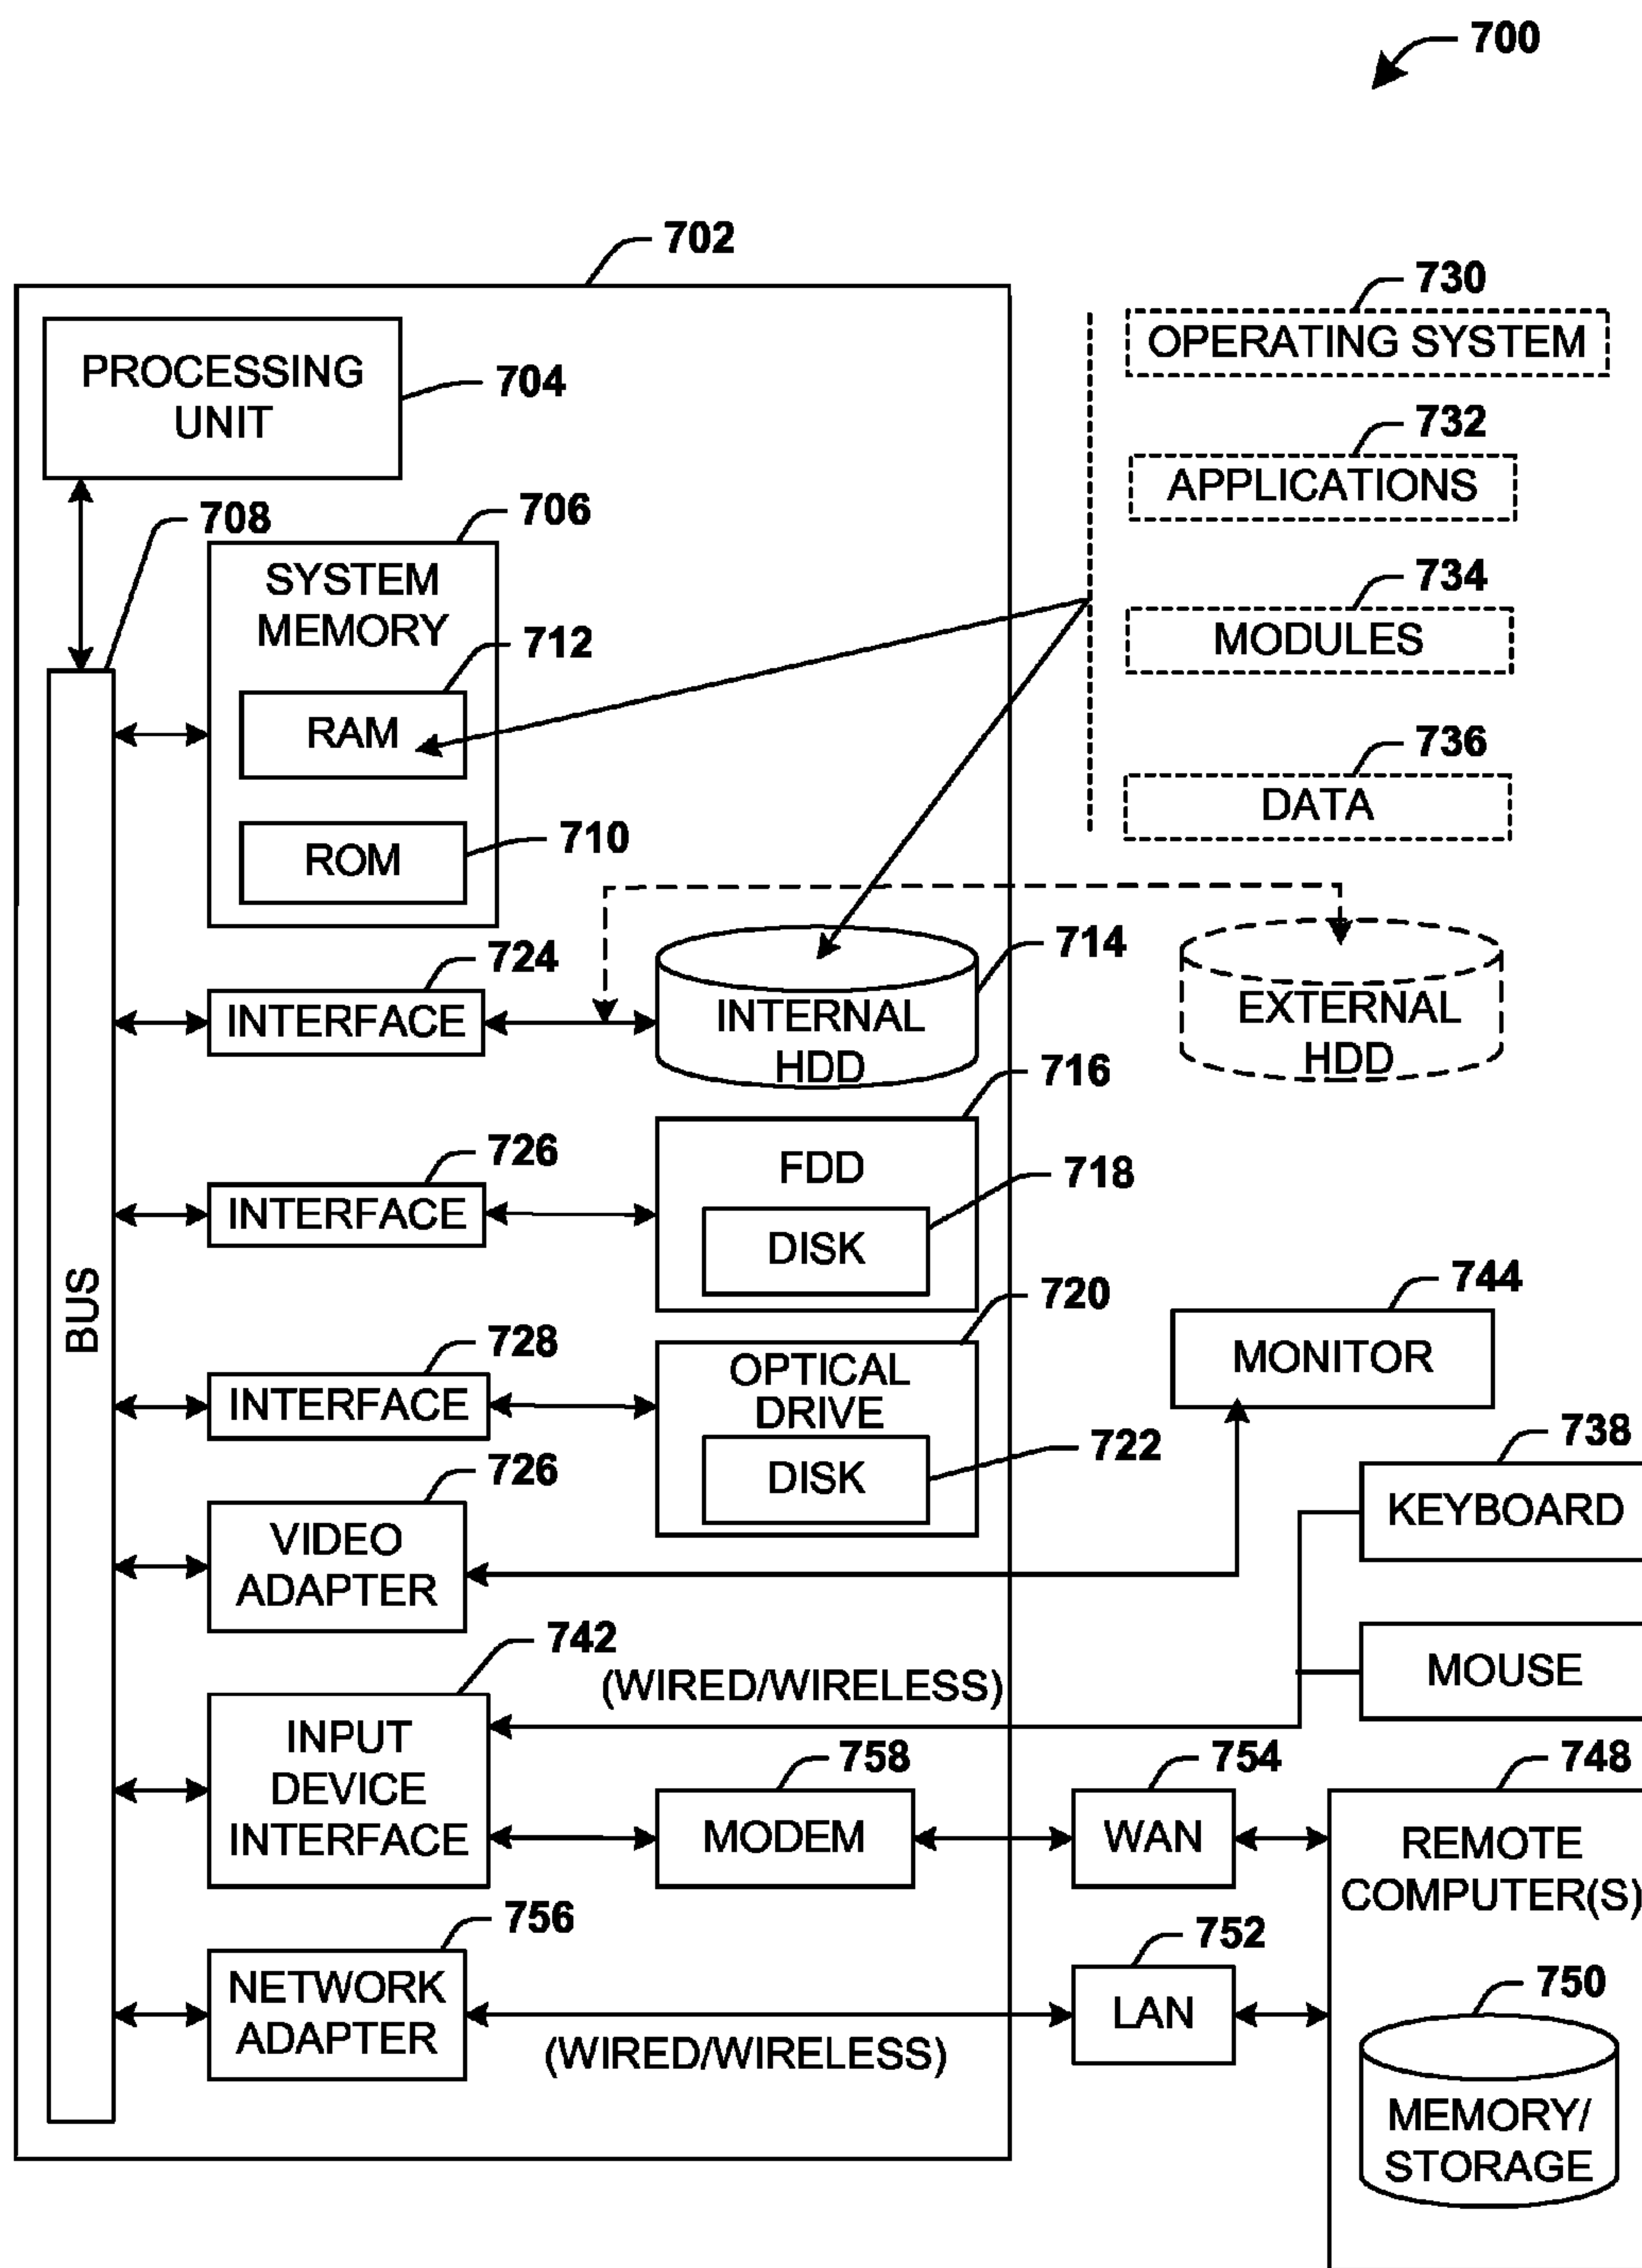 700
702
730
OPERATING SYSTEM
PROCESSING
UNIT
704
732
APPLICATIONS
708
706
SYSTEM
MEMORY
734
MODULES
712
RAM
736
DATA
710
ROM
714
INTERNAL
HDD
EXTERNAL
HDD
724
INTERFACE
716
FDD
718
DISK
726
INTERFACE
BUS
720
OPTICAL
DRIVE
722
DISK
728
INTERFACE
744
MONITOR
738
KEYBOARD
726
VIDEO
ADAPTER
MOUSE
742
(WIRED/WIRELESS)
INPUT
DEVICE
INTERFACE
758
MODEM
754
WAN
748
REMOTE
COMPUTER(S)
756
NETWORK
ADAPTER
(WIRED/WIRELESS)
752
LAN
750
MEMORY/
STORAGE